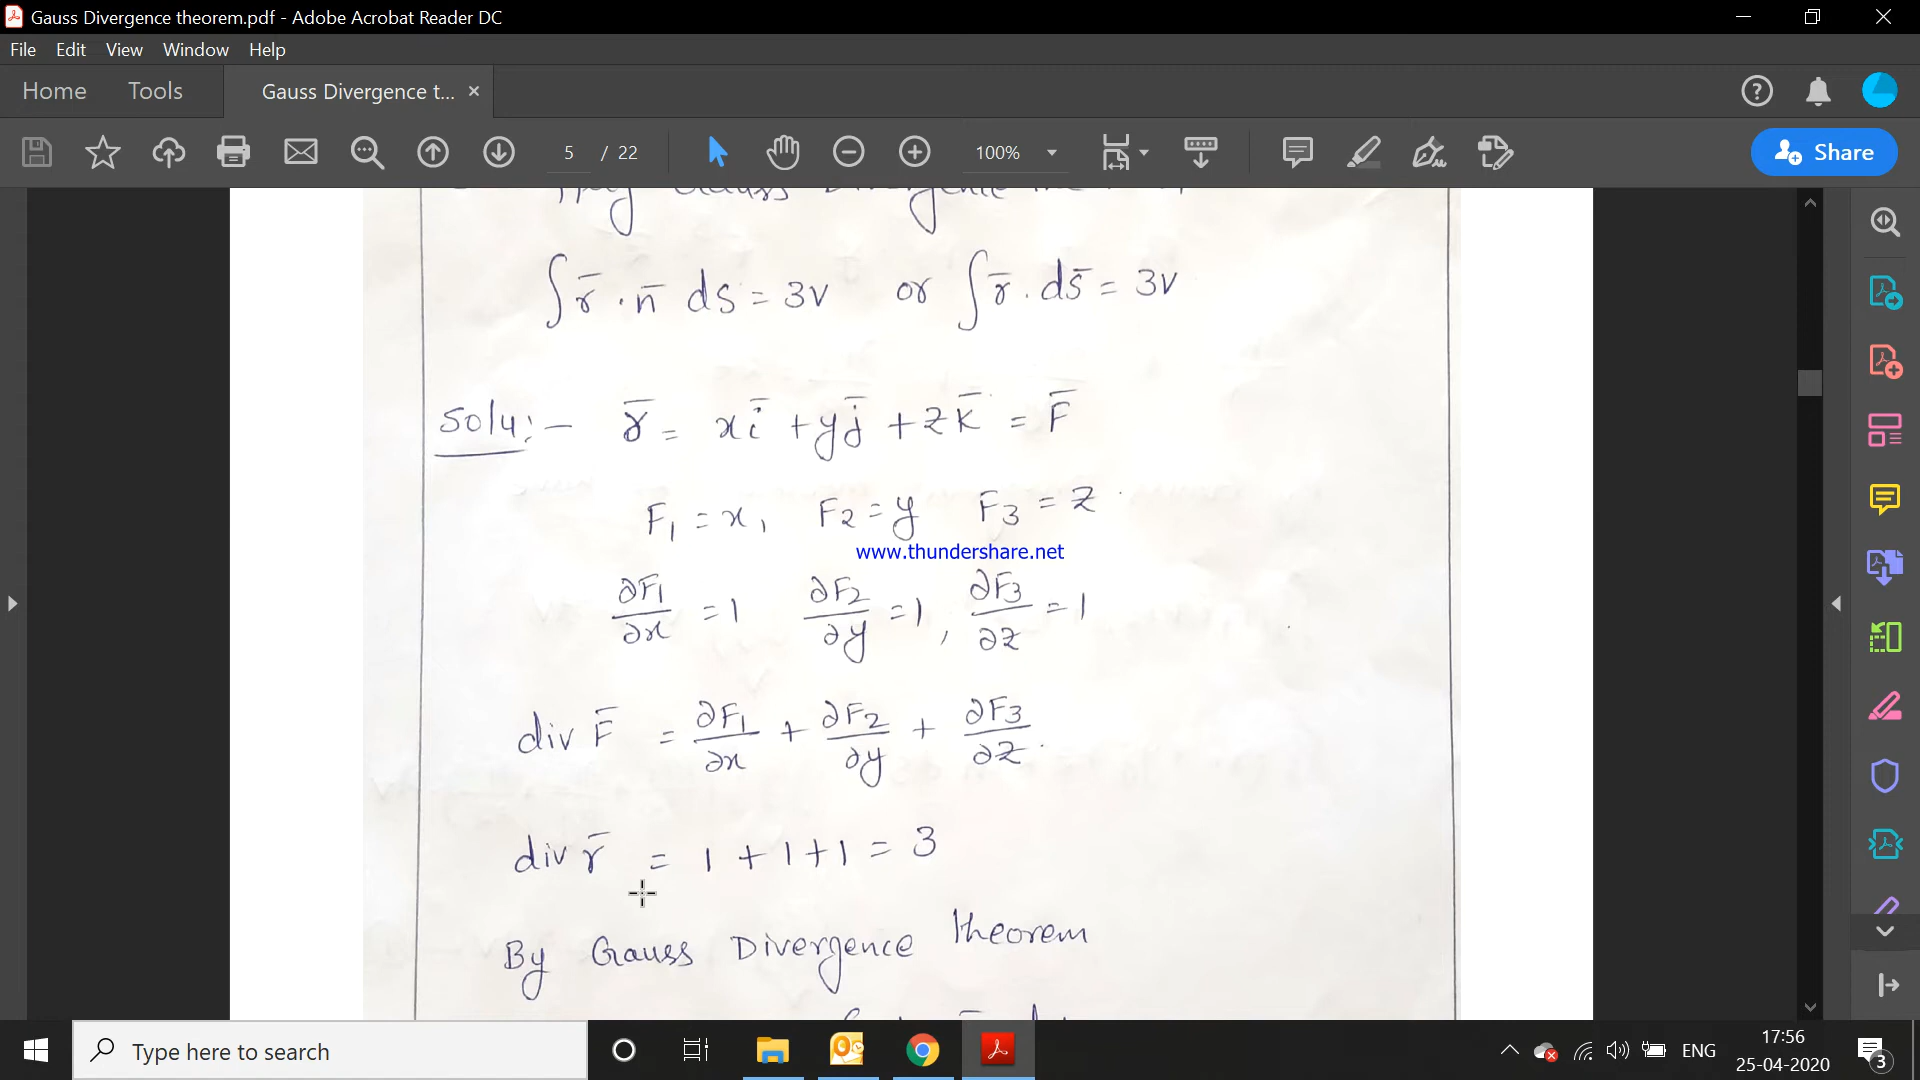 Gauss Divergence theorem.pdf - Adobe Acrobat Reader DC
File Edit View Window Help
Home Tools Gauss Divergence t... ×
5 / 22 100% Share
Gauss Divergence
∫ r̄ . n̄ ds = 3v or ∫ r̄ . ds̄ = 3v
Solu:- r̄ = xī + yj̄ + zk̄ = F̄
F₁ = x, F₂ = y F₃ = z
www.thundershare.net
∂F₁/∂x = 1 ∂F₂/∂y = 1, ∂F₃/∂z = 1
div F̄ = ∂F₁/∂x + ∂F₂/∂y + ∂F₃/∂z.
div r̄ = 1 + 1 + 1 = 3
By Gauss Divergence Theorem
Type here to search
ENG
17:56
25-04-2020
3